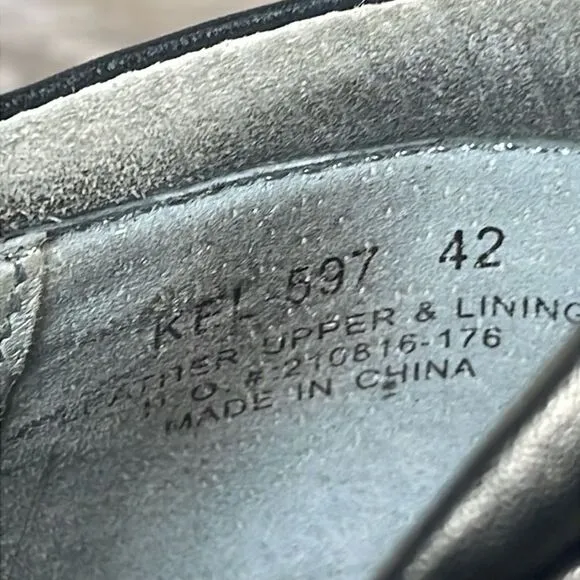 KEL-597 42
LEATHER UPPER & LINING
H.O.#:210816-176
MADE IN CHINA